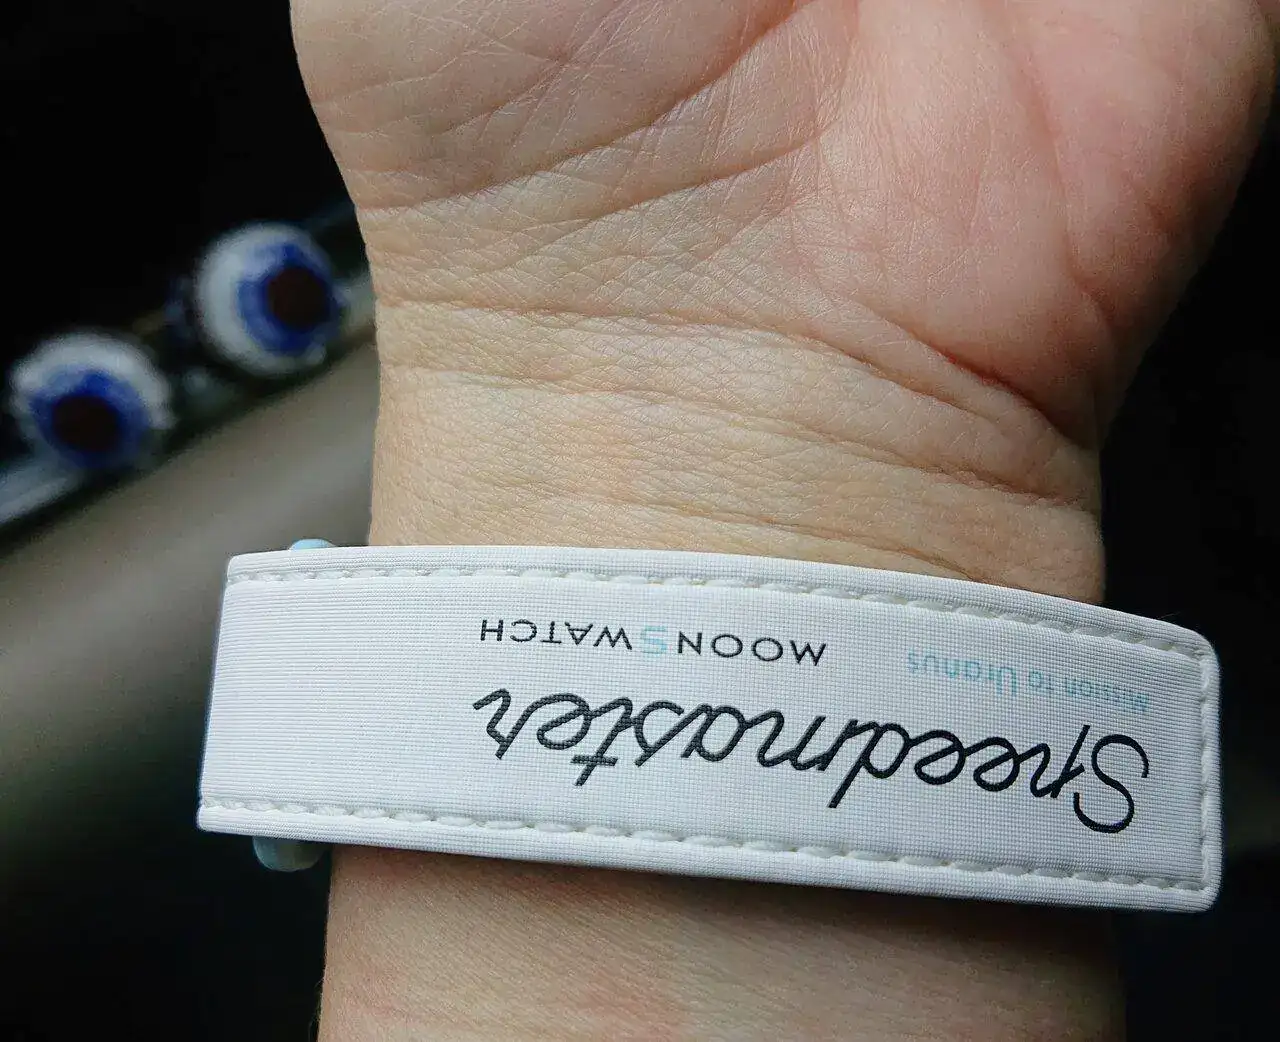 Speedmaster
Mission to Uranus
MOONSWATCH